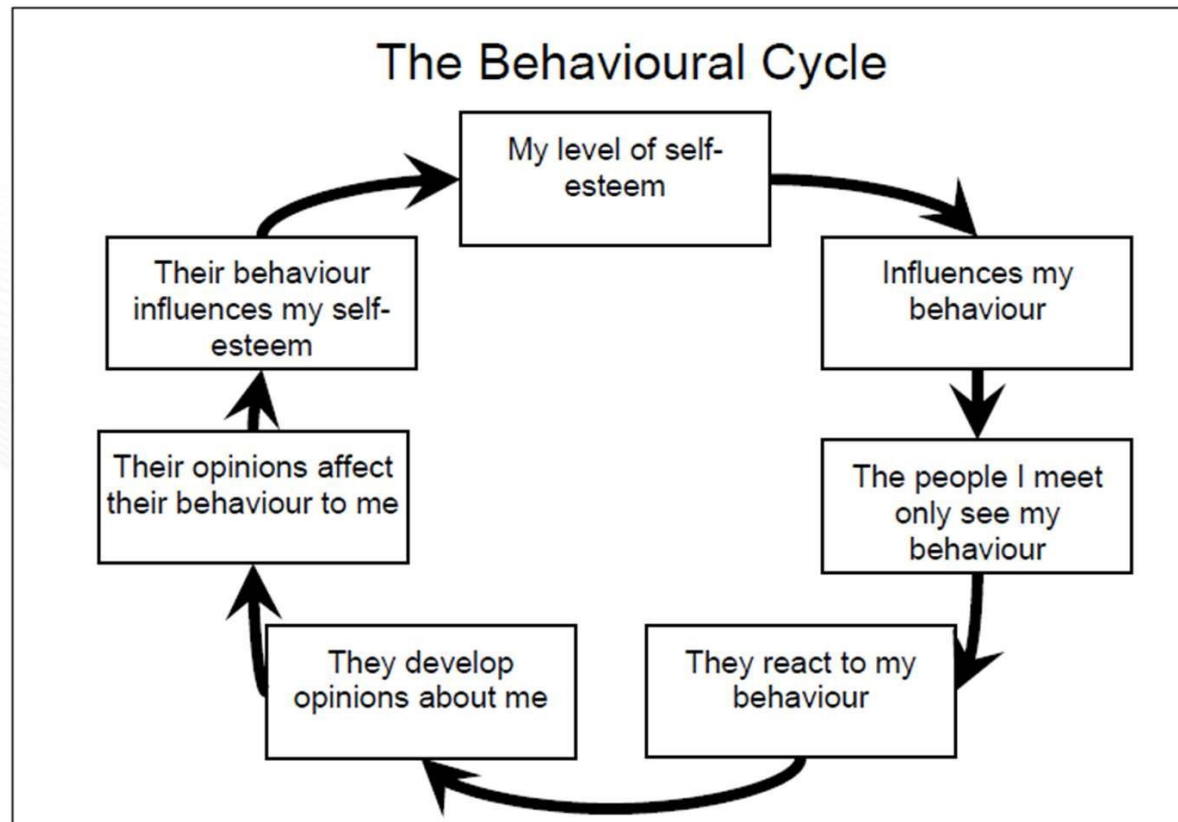 The Behavioural Cycle
My level of self-
esteem
Influences my
behaviour
The people I meet
only see my
behaviour
They react to my
behaviour
They develop
opinions about me
Their opinions affect
their behaviour to me
Their behaviour
influences my self-
esteem